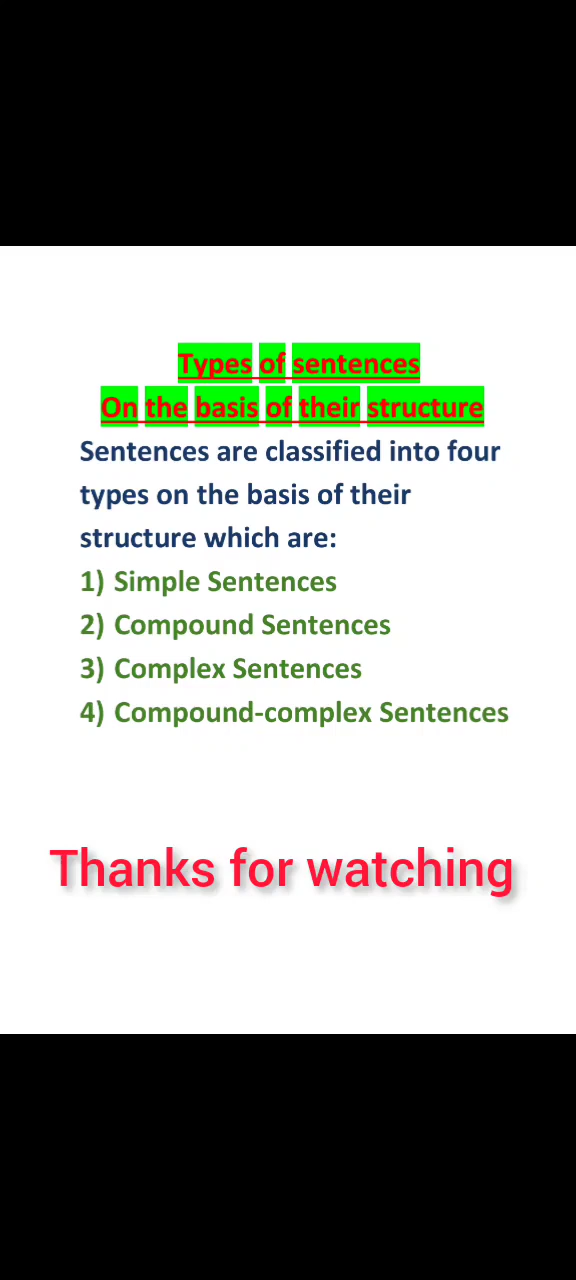 Types of sentences
On the basis of their structure
Sentences are classified into four
types on the basis of their
structure which are:
1) Simple Sentences
2) Compound Sentences
3) Complex Sentences
4) Compound-complex Sentences
Thanks for watching